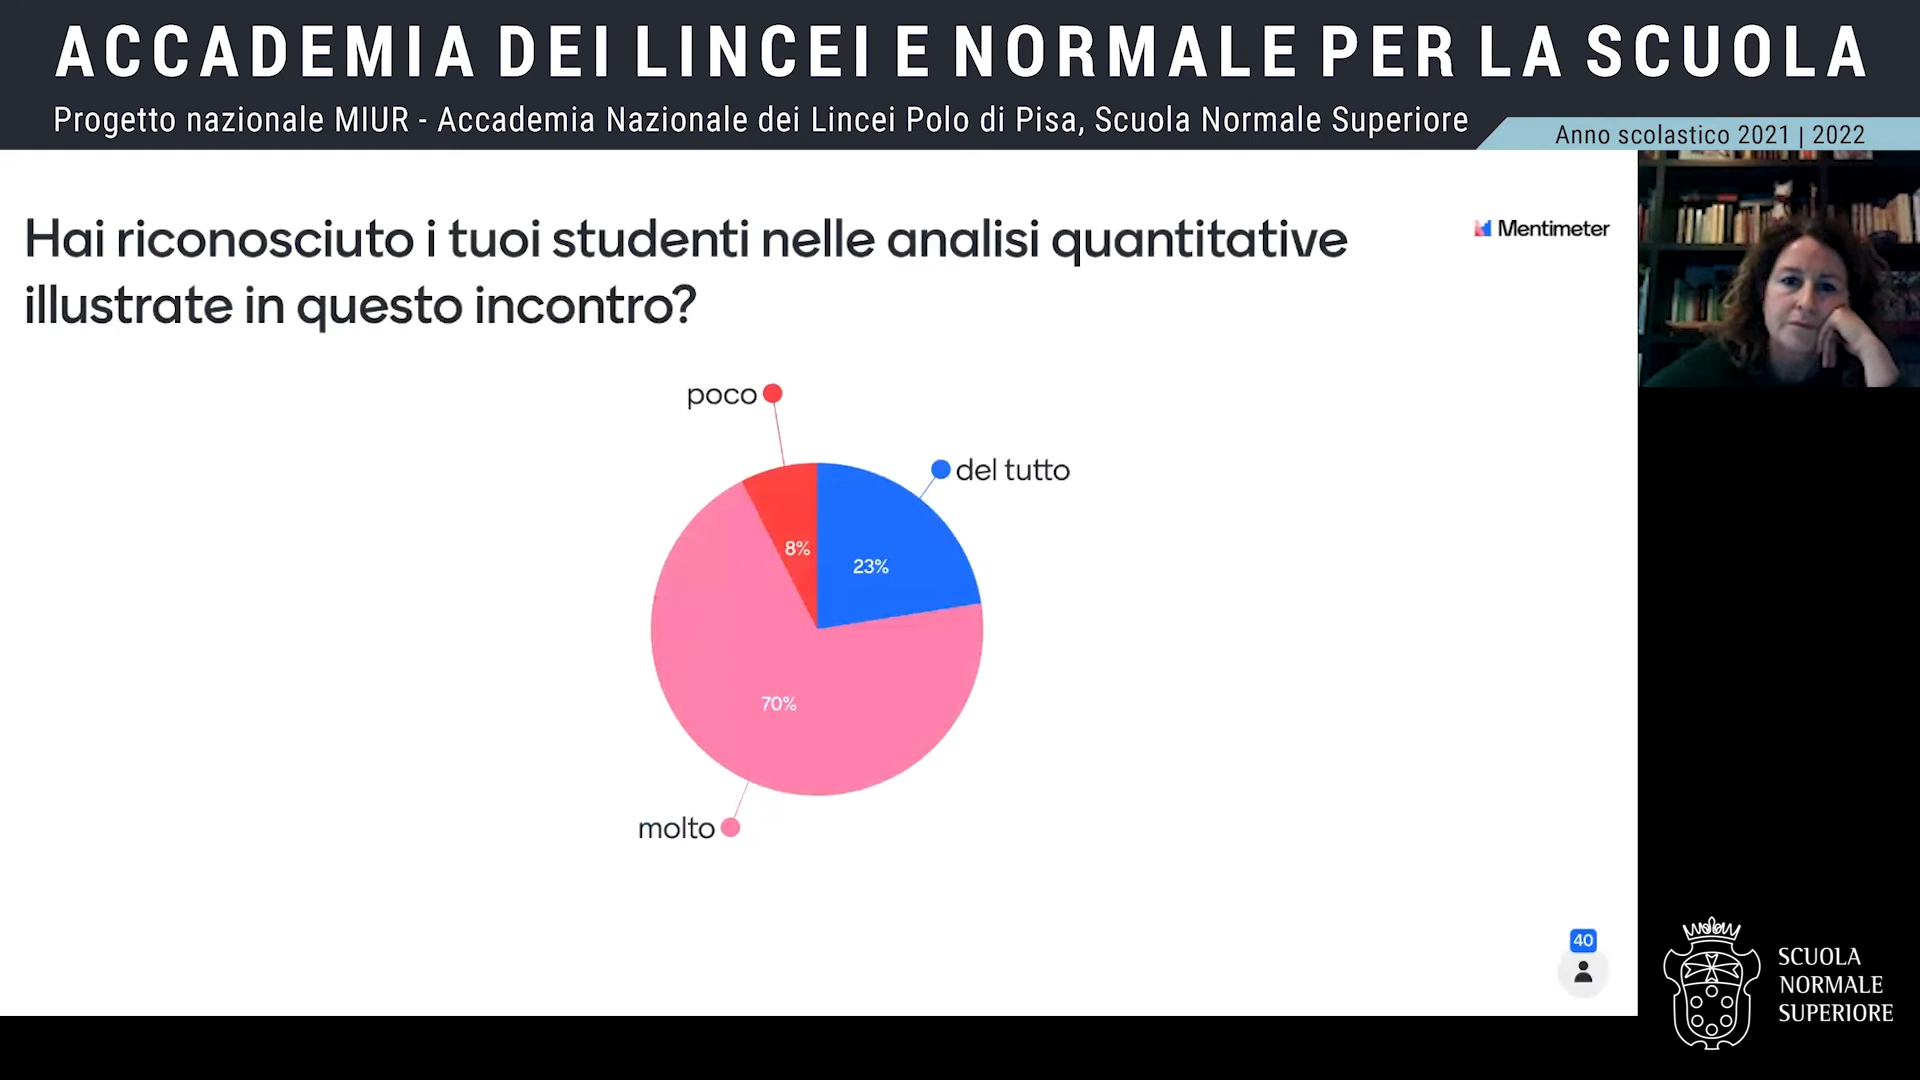 ACCADEMIA DEI LINCEI E NORMALE PER LA SCUOLA
Progetto nazionale MIUR - Accademia Nazionale dei Lincei Polo di Pisa, Scuola Normale Superiore
Anno scolastico 2021 | 2022
Hai riconosciuto i tuoi studenti nelle analisi quantitative
illustrate in questo incontro?
Mentimeter
poco
del tutto
8%
23%
70%
molto
40
SCUOLA
NORMALE
SUPERIORE